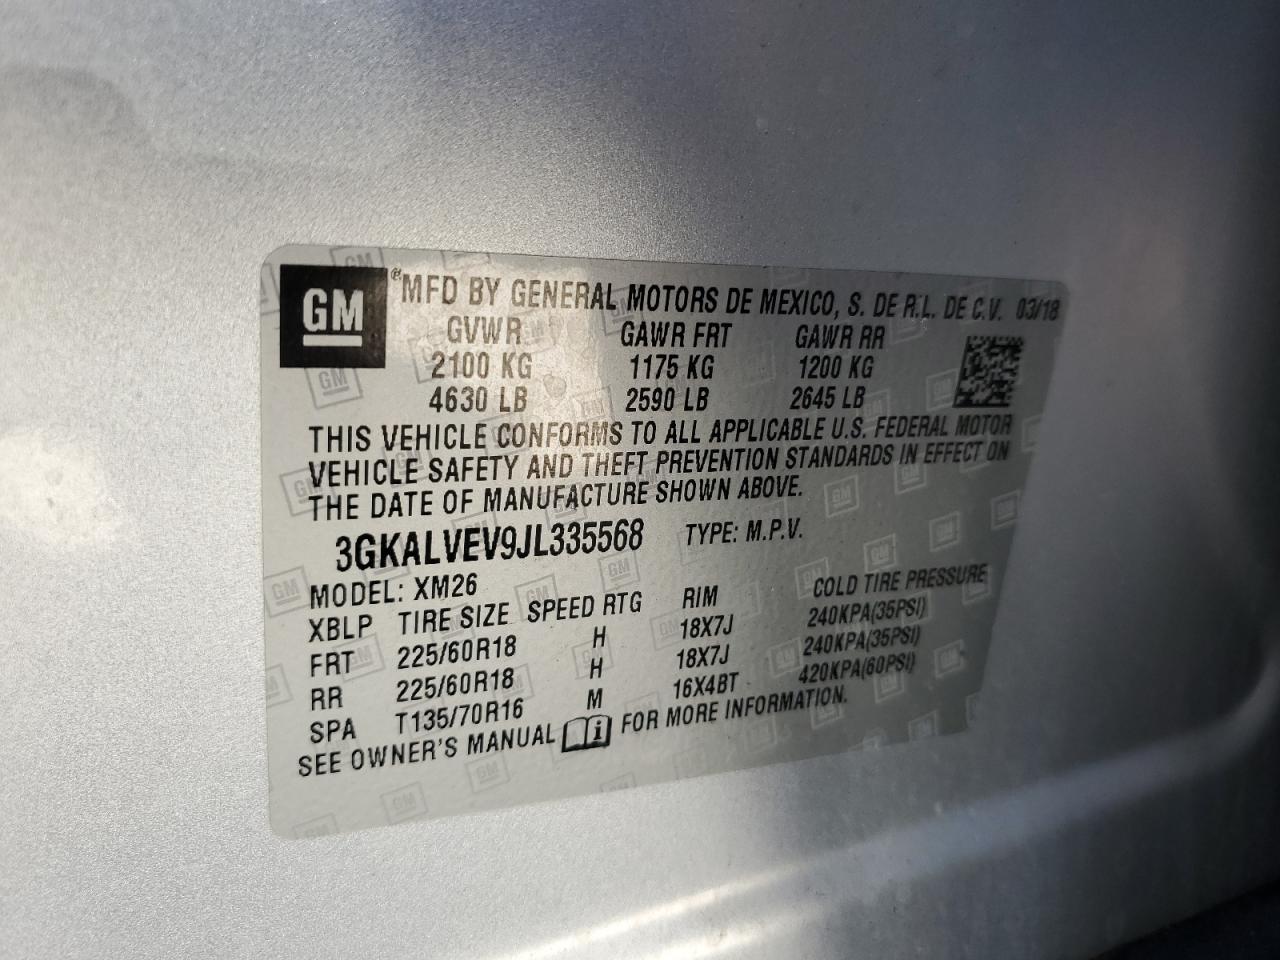 GM ® MFD BY GENERAL MOTORS DE MEXICO, S. DE R.L. DE C.V. 03/18
GVWR GAWR FRT GAWR RR
2100 KG 1175 KG 1200 KG
4630 LB 2590 LB 2645 LB
THIS VEHICLE CONFORMS TO ALL APPLICABLE U.S. FEDERAL MOTOR
VEHICLE SAFETY AND THEFT PREVENTION STANDARDS IN EFFECT ON
THE DATE OF MANUFACTURE SHOWN ABOVE.
3GKALVEV9JL335568 TYPE: M.P.V.
MODEL: XM26
XBLP TIRE SIZE SPEED RTG RIM COLD TIRE PRESSURE
FRT 225/60R18 H 18X7J 240KPA(35PSI)
RR 225/60R18 H 18X7J 240KPA(35PSI)
SPA T135/70R16 M 16X4BT 420KPA(60PSI)
SEE OWNER'S MANUAL i FOR MORE INFORMATION.